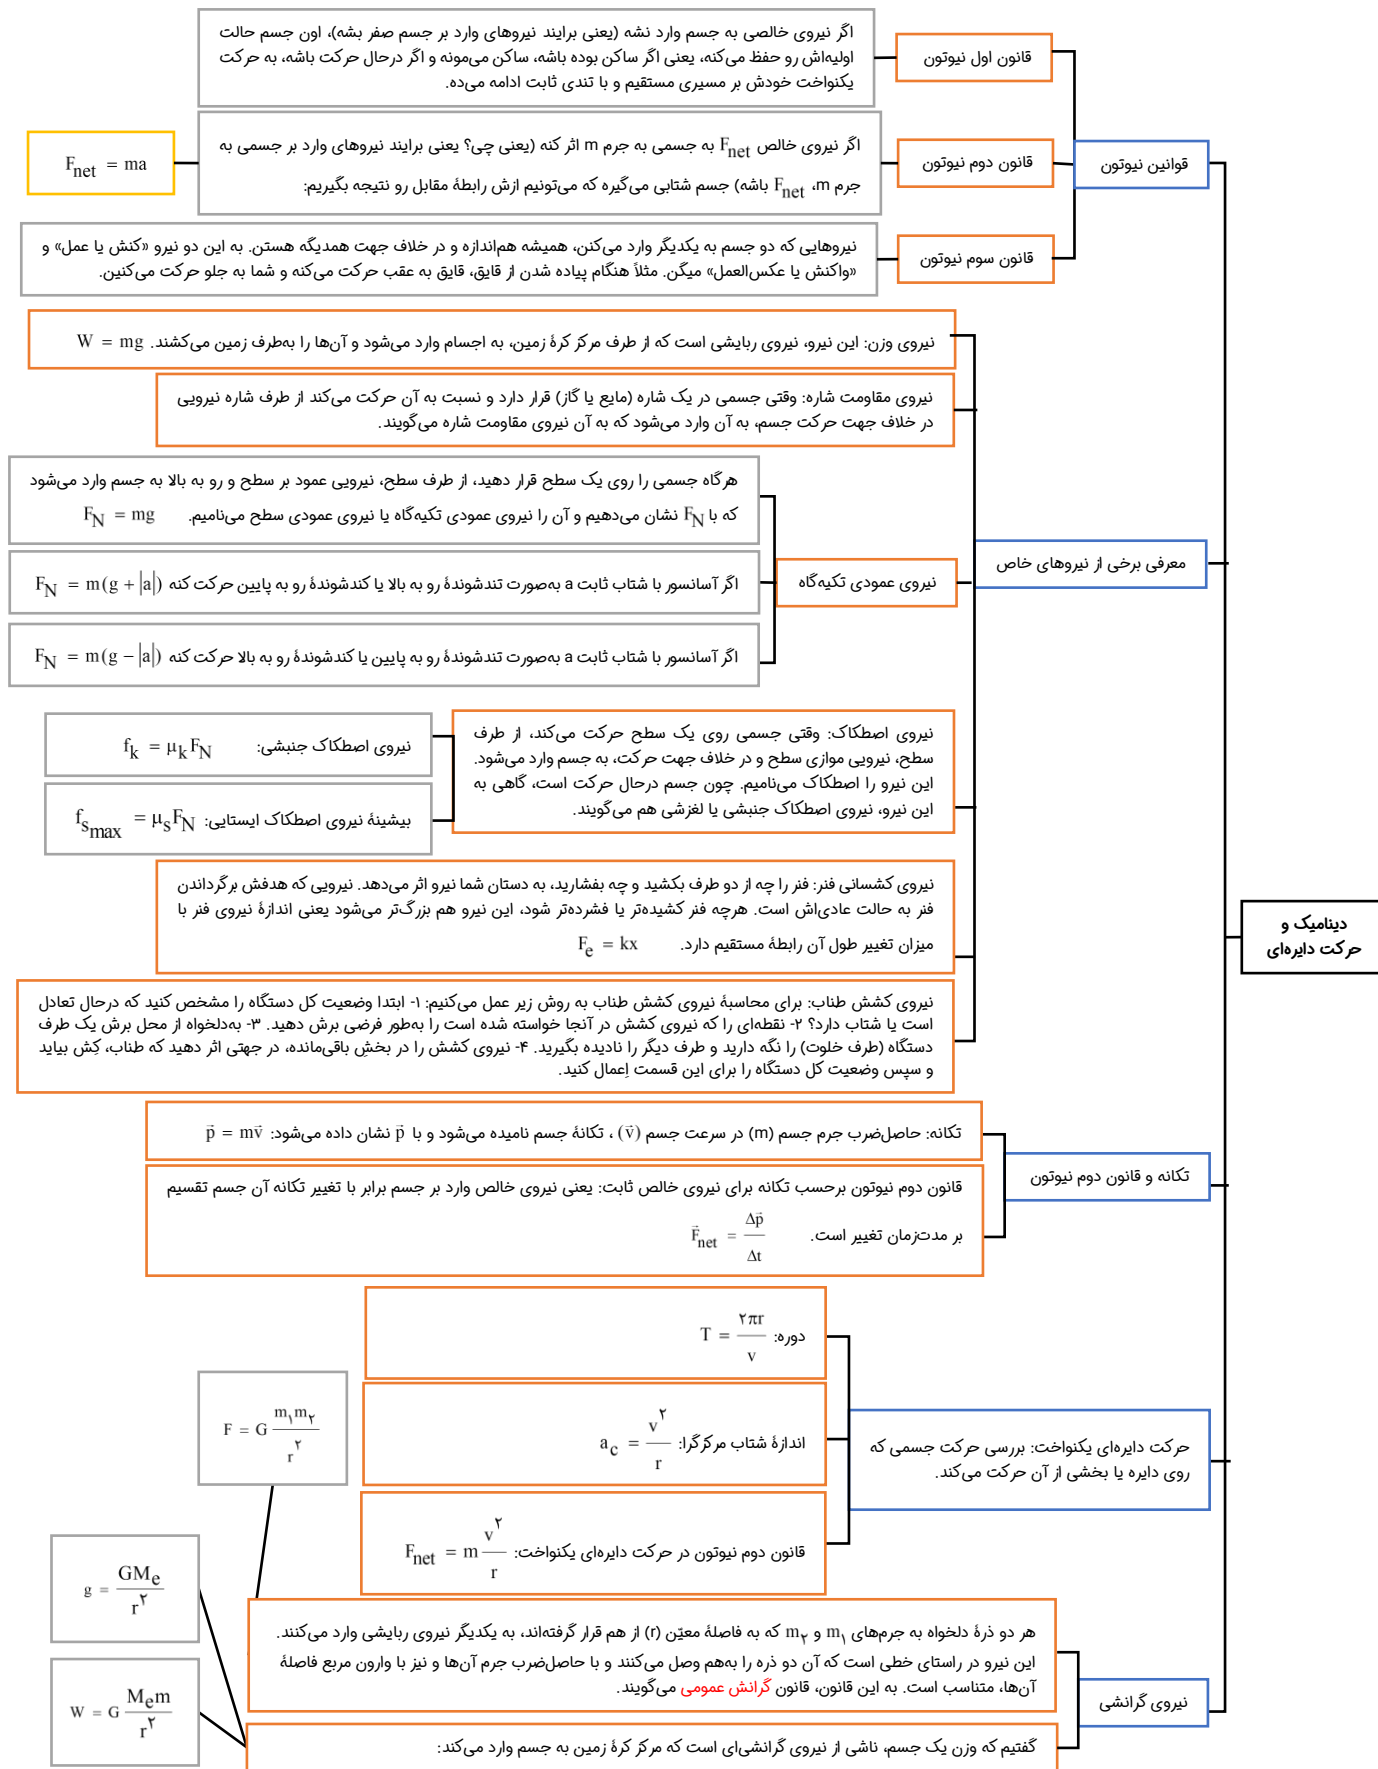 دینامیک و
حرکت دایره‌ای
قوانین نیوتون
قانون اول نیوتون
اگر نیروی خالصی به جسم وارد نشه (یعنی برایند نیروهای وارد بر جسم صفر بشه)، اون جسم حالت
اولیه‌اش رو حفظ می‌کنه، یعنی اگر ساکن بوده باشه، ساکن می‌مونه و اگر درحال حرکت باشه، به حرکت
یکنواخت خودش بر مسیری مستقیم و با تندی ثابت ادامه می‌ده.
قانون دوم نیوتون
اگر نیروی خالص F_net به جسمی به جرم m اثر کنه (یعنی چی؟ یعنی برایند نیروهای وارد بر جسمی به
جرم m، F_net باشه) جسم شتابی می‌گیره که می‌تونیم ازش رابطهٔ مقابل رو نتیجه بگیریم:
F_net = ma
قانون سوم نیوتون
نیروهایی که دو جسم به یکدیگر وارد می‌کنن، همیشه هم‌اندازه و در خلاف جهت همدیگه هستن. به این دو نیرو «کنش یا عمل» و
«واکنش یا عکس‌العمل» میگن. مثلاً هنگام پیاده شدن از قایق، قایق به عقب حرکت می‌کنه و شما به جلو حرکت می‌کنین.
معرفی برخی از نیروهای خاص
نیروی وزن: این نیرو، نیروی ربایشی است که از طرف مرکز کرهٔ زمین، به اجسام وارد می‌شود و آن‌ها را به‌طرف زمین می‌کشند. W = mg
نیروی مقاومت شاره: وقتی جسمی در یک شاره (مایع یا گاز) قرار دارد و نسبت به آن حرکت می‌کند از طرف شاره نیرویی
در خلاف جهت حرکت جسم، به آن وارد می‌شود که به آن نیروی مقاومت شاره می‌گویند.
نیروی عمودی تکیه‌گاه
هرگاه جسمی را روی یک سطح قرار دهید، از طرف سطح، نیرویی عمود بر سطح و رو به بالا به جسم وارد می‌شود
که با F_N نشان می‌دهیم و آن را نیروی عمودی تکیه‌گاه یا نیروی عمودی سطح می‌نامیم. F_N = mg
اگر آسانسور با شتاب ثابت a به‌صورت تندشوندهٔ رو به بالا یا کندشوندهٔ رو به پایین حرکت کنه F_N = m(g + |a|)
اگر آسانسور با شتاب ثابت a به‌صورت تندشوندهٔ رو به پایین یا کندشوندهٔ رو به بالا حرکت کنه F_N = m(g − |a|)
نیروی اصطکاک: وقتی جسمی روی یک سطح حرکت می‌کند، از طرف
سطح، نیرویی موازی سطح و در خلاف جهت حرکت، به جسم وارد می‌شود.
این نیرو را اصطکاک می‌نامیم. چون جسم درحال حرکت است، گاهی به
این نیرو، نیروی اصطکاک جنبشی یا لغزشی هم می‌گویند.
نیروی اصطکاک جنبشی: f_k = μ_k F_N
بیشینهٔ نیروی اصطکاک ایستایی: f_s_max = μ_s F_N
نیروی کشسانی فنر: فنر را چه از دو طرف بکشید و چه بفشارید، به دستان شما نیرو اثر می‌دهد. نیرویی که هدفش برگرداندن
فنر به حالت عادی‌اش است. هرچه فنر کشیده‌تر یا فشرده‌تر شود، این نیرو هم بزرگ‌تر می‌شود یعنی اندازهٔ نیروی فنر با
میزان تغییر طول آن رابطهٔ مستقیم دارد. F_e = kx
نیروی کشش طناب: برای محاسبهٔ نیروی کشش طناب به روش زیر عمل می‌کنیم: ۱- ابتدا وضعیت کل دستگاه را مشخص کنید که درحال تعادل
است یا شتاب دارد؟ ۲- نقطه‌ای را که نیروی کشش در آنجا خواسته شده است را به‌طور فرضی برش دهید. ۳- به‌دلخواه از محل برش یک طرف
دستگاه (طرف خلوت) را نگه دارید و طرف دیگر را نادیده بگیرید. ۴- نیروی کشش را در بخشِ باقی‌مانده، در جهتی اثر دهید که طناب، کِش بیاید
و سپس وضعیت کل دستگاه را برای این قسمت اِعمال کنید.
تکانه و قانون دوم نیوتون
تکانه: حاصل‌ضرب جرم جسم (m) در سرعت جسم (v⃗) ، تکانهٔ جسم نامیده می‌شود و با p⃗ نشان داده می‌شود: p⃗ = mv⃗
قانون دوم نیوتون برحسب تکانه برای نیروی خالص ثابت: یعنی نیروی خالص وارد بر جسم برابر با تغییر تکانه آن جسم تقسیم
بر مدت‌زمان تغییر است. F⃗_net = Δp⃗/Δt
حرکت دایره‌ای یکنواخت: بررسی حرکت جسمی که
روی دایره یا بخشی از آن حرکت می‌کند.
دوره: T = ۲πr/v
اندازهٔ شتاب مرکزگرا: a_c = v^۲/r
قانون دوم نیوتون در حرکت دایره‌ای یکنواخت: F_net = m v^۲/r
نیروی گرانشی
هر دو ذرهٔ دلخواه به جرم‌های m_۱ و m_۲ که به فاصلهٔ معیّن (r) از هم قرار گرفته‌اند، به یکدیگر نیروی ربایشی وارد می‌کنند.
این نیرو در راستای خطی است که آن دو ذره را به‌هم وصل می‌کنند و با حاصل‌ضرب جرم آن‌ها و نیز با وارون مربع فاصلهٔ
آن‌ها، متناسب است. به این قانون، قانون گرانش عمومی می‌گویند.
F = G m_۱m_۲/r^۲
گفتیم که وزن یک جسم، ناشی از نیروی گرانشی‌ای است که مرکز کرهٔ زمین به جسم وارد می‌کند:
g = GM_e/r^۲
W = G M_e m/r^۲